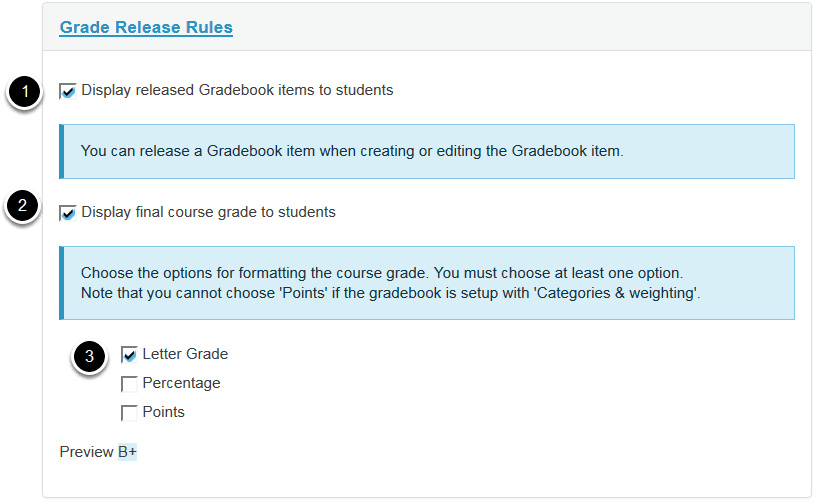 Grade Release Rules
1 Display released Gradebook items to students
You can release a Gradebook item when creating or editing the Gradebook item.
2 Display final course grade to students
Choose the options for formatting the course grade. You must choose at least one option.
Note that you cannot choose 'Points' if the gradebook is setup with 'Categories & weighting'.
3 Letter Grade
Percentage
Points
Preview B+